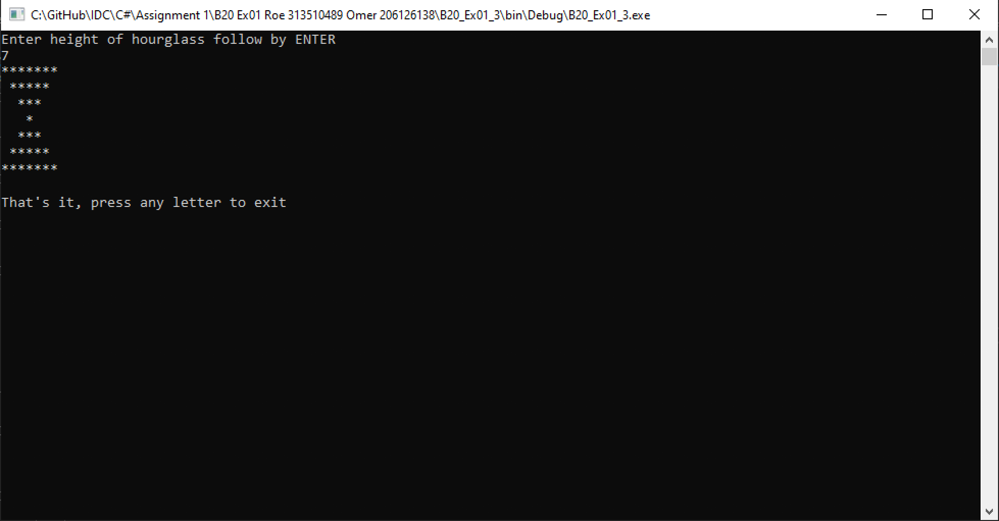 C:\GitHub\IDC\C#\Assignment 1\B20 Ex01 Roe 313510489 Omer 206126138\B20_Ex01_3\bin\Debug\B20_Ex01_3.exe
Enter height of hourglass follow by ENTER
7
*******
 *****
  ***
   *
  ***
 *****
*******
That's it, press any letter to exit